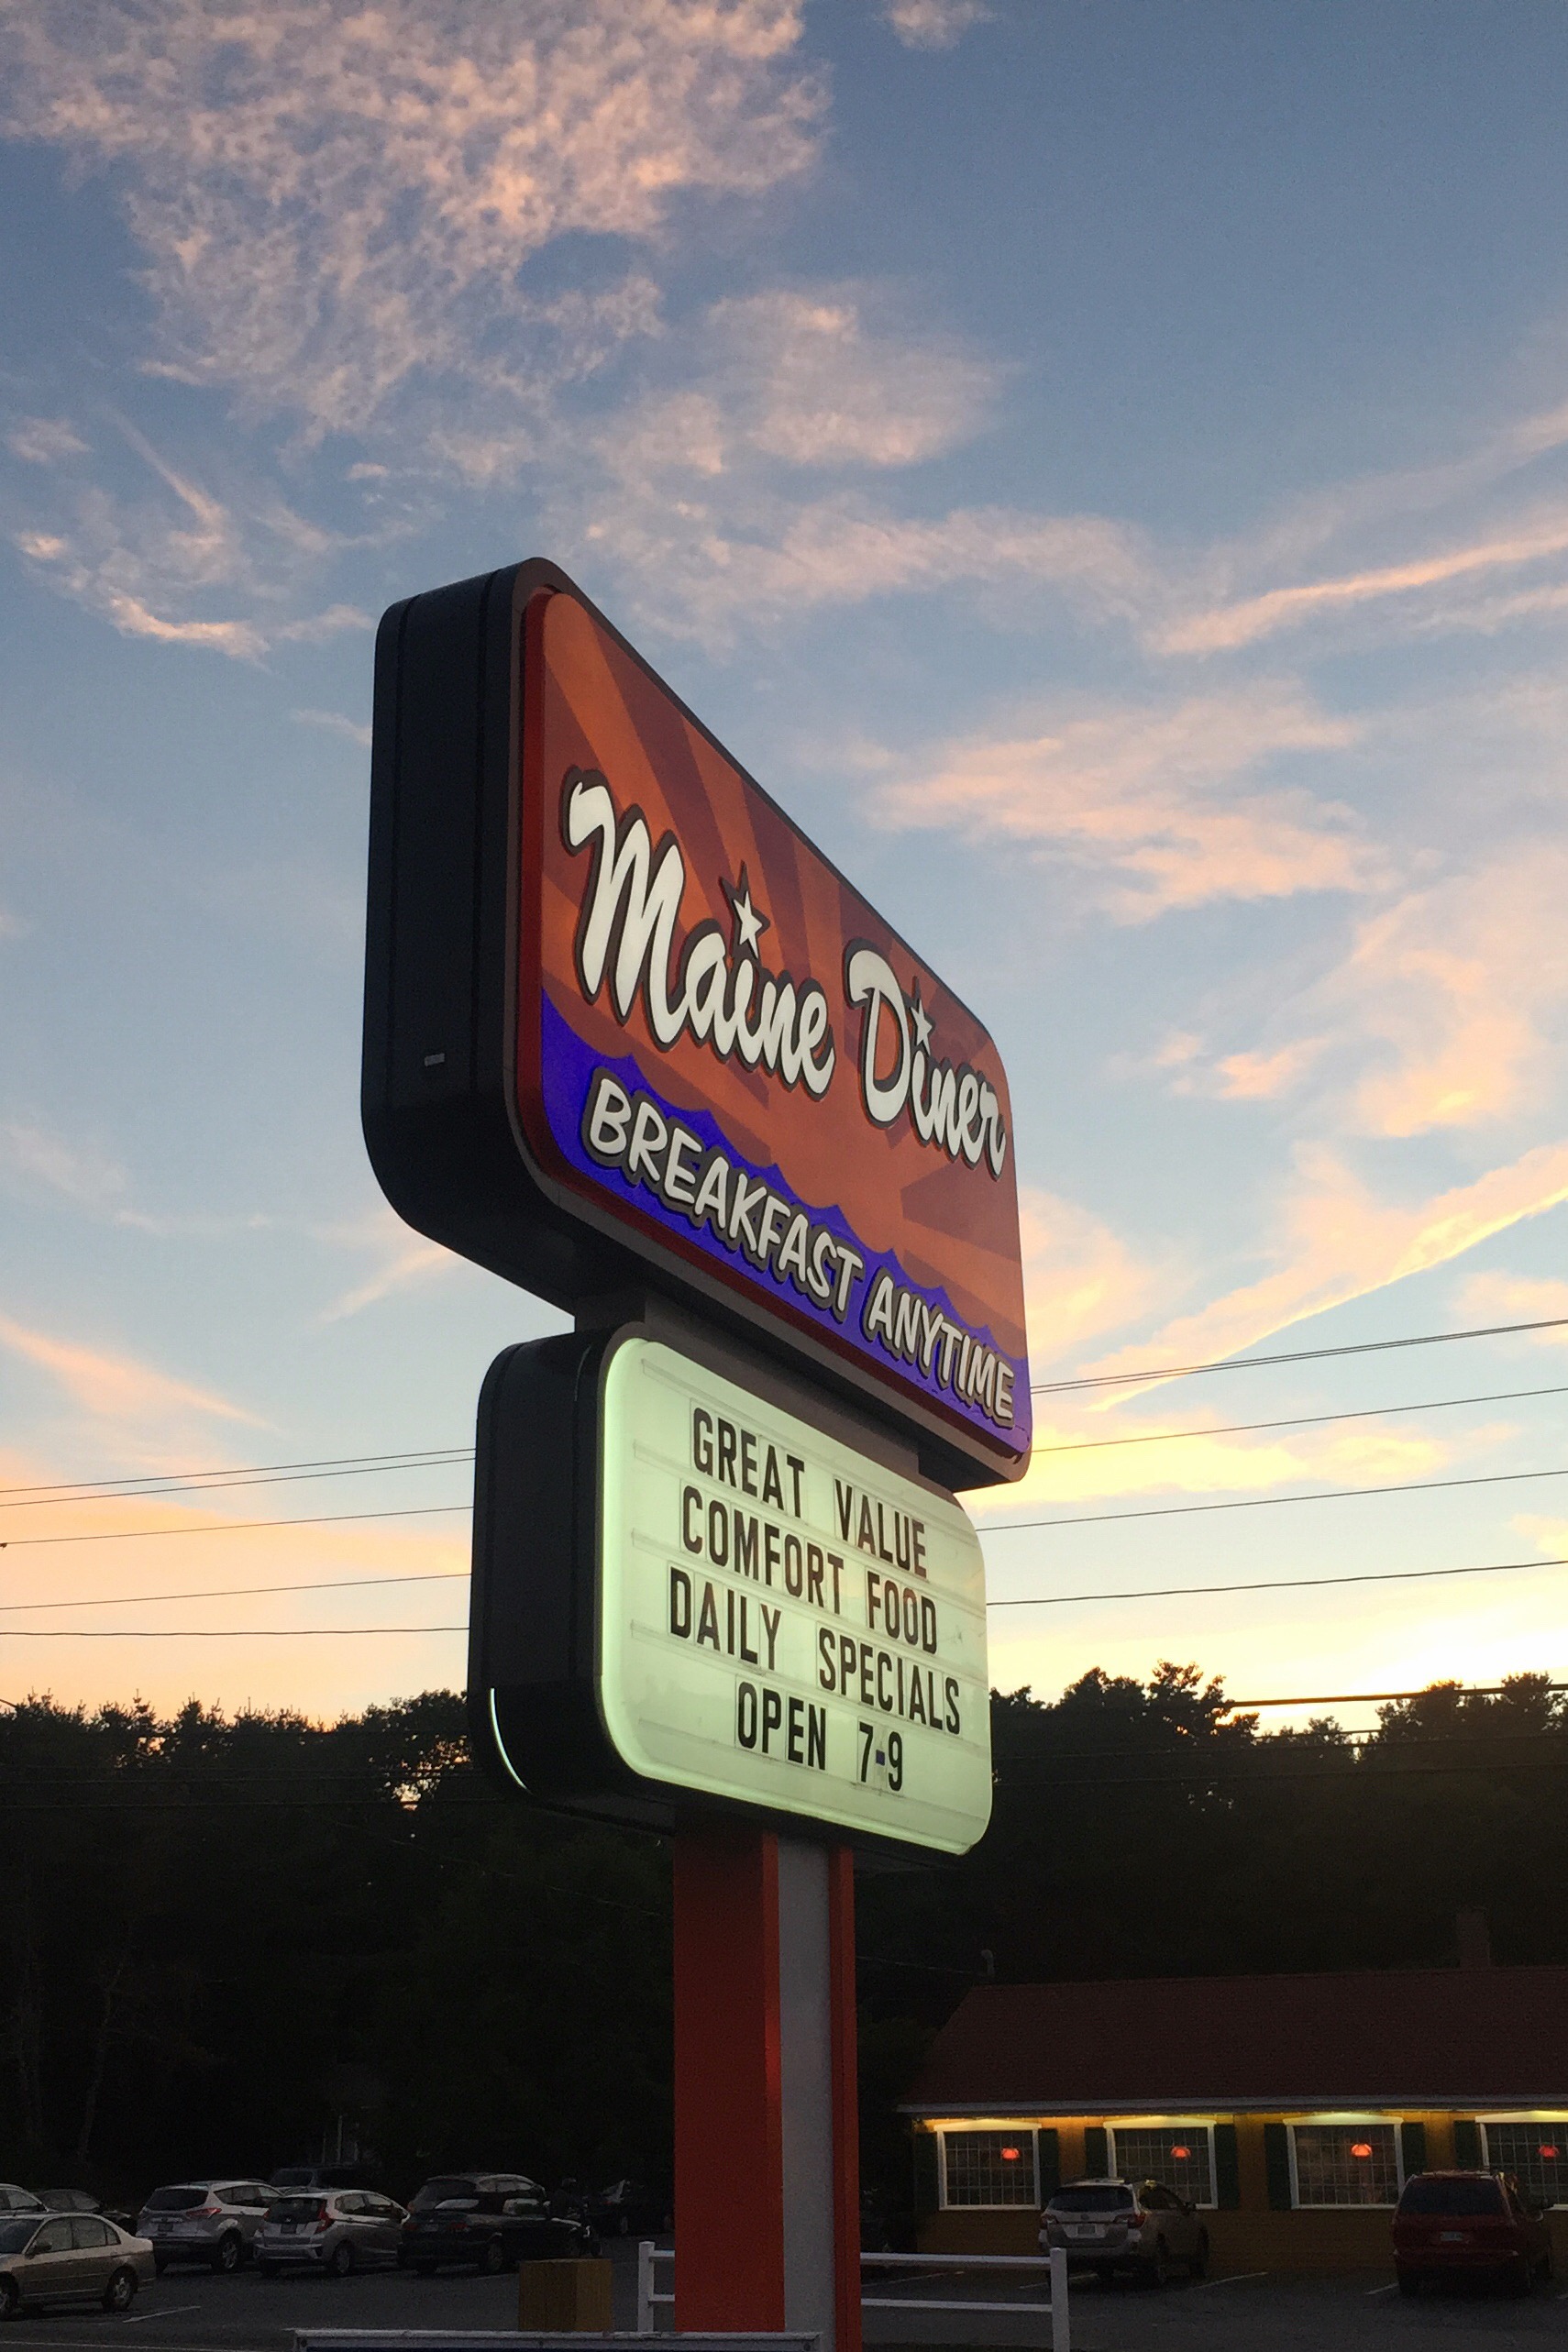 Maine Diner
BREAKFAST ANYTIME
GREAT VALUE
COMFORT FOOD
DAILY SPECIALS
OPEN 7-9